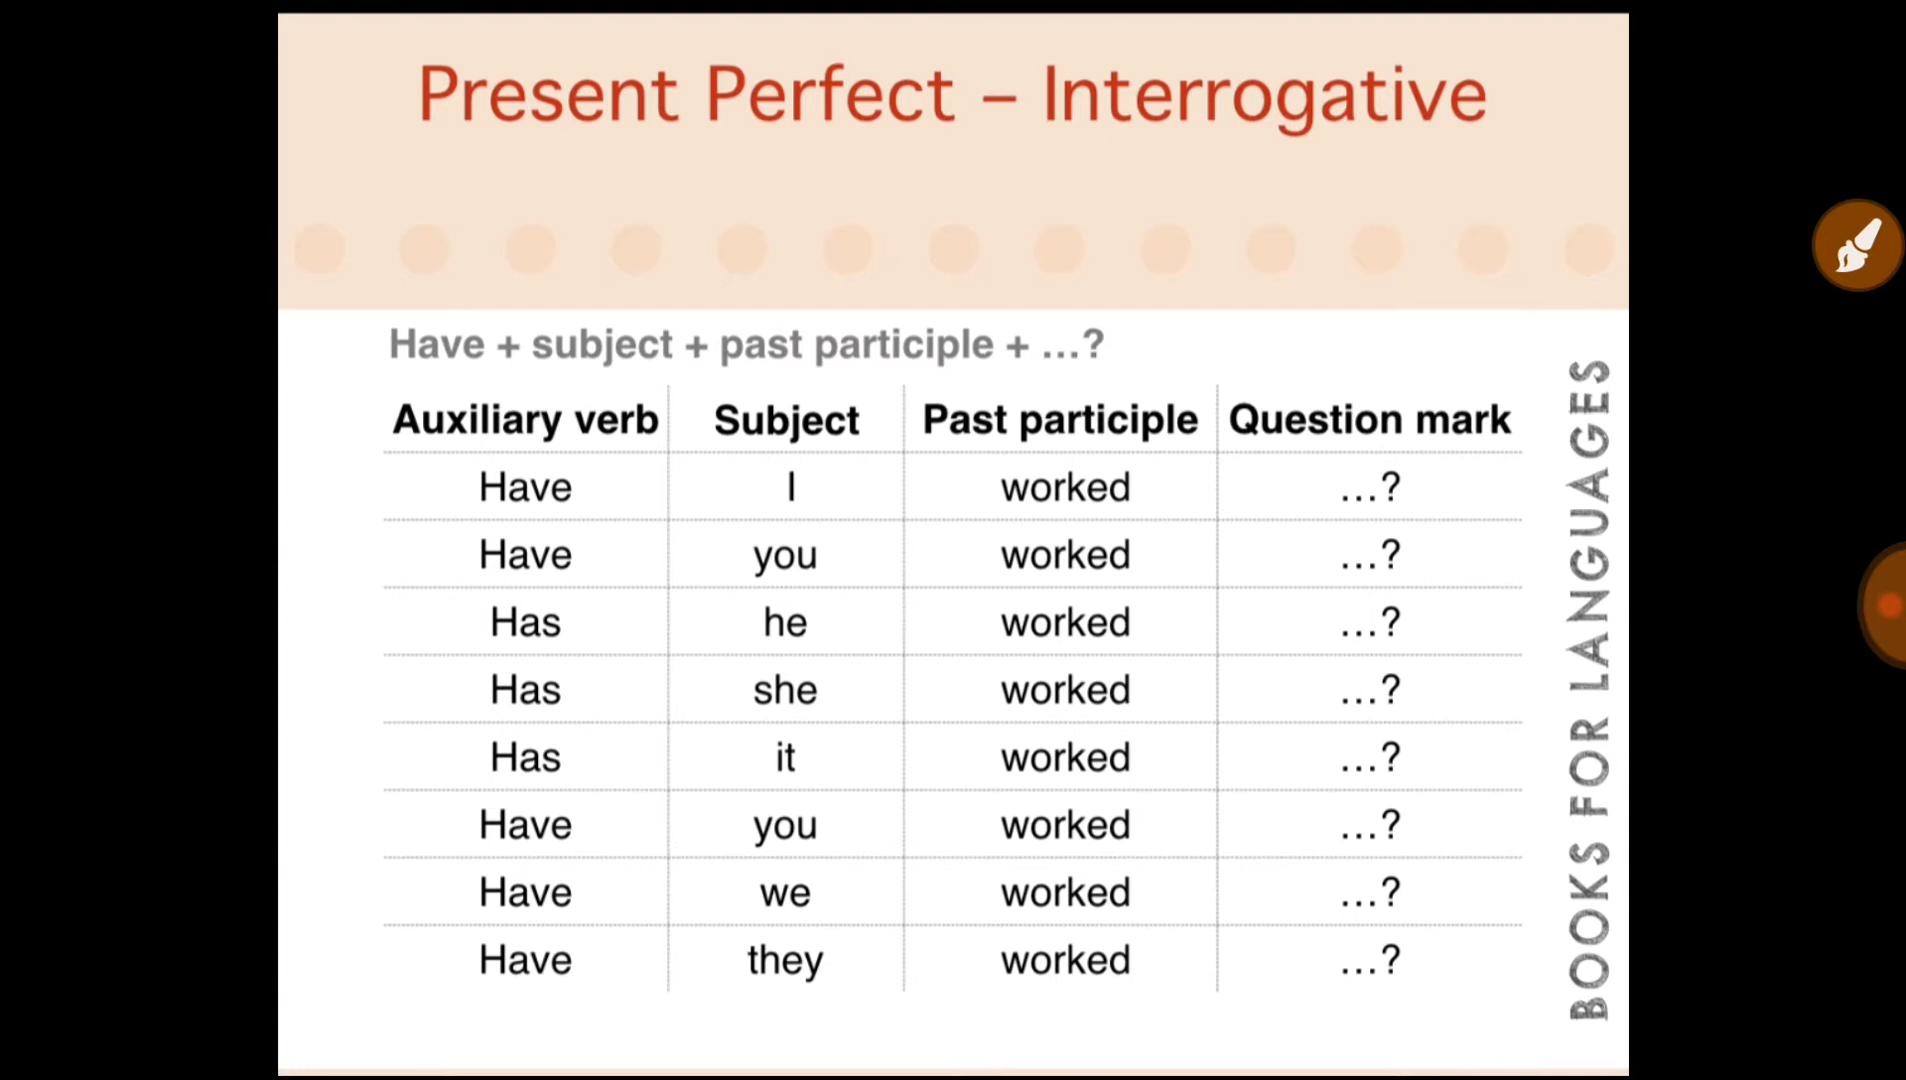 Present Perfect – Interrogative
Have + subject + past participle + …?
Auxiliary verb Subject Past participle Question mark
Have I worked …?
Have you worked …?
Has he worked …?
Has she worked …?
Has it worked …?
Have you worked …?
Have we worked …?
Have they worked …?
BOOKS FOR LANGUAGES